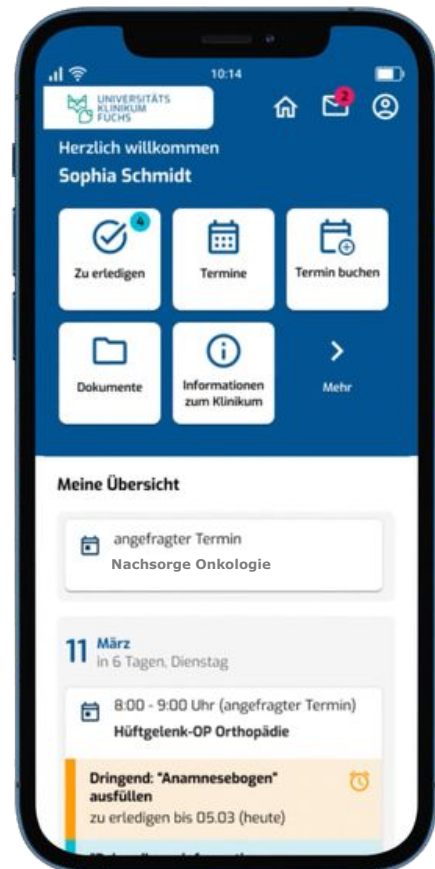 10:14
UNIVERSITÄTS
KLINIKUM
FUCHS
2
Herzlich willkommen
Sophia Schmidt
4
Zu erledigen
Termine
Termin buchen
Dokumente
Informationen
zum Klinikum
Mehr
Meine Übersicht
angefragter Termin
Nachsorge Onkologie
11 März
in 6 Tagen, Dienstag
8:00 - 9:00 Uhr (angefragter Termin)
Hüftgelenk-OP Orthopädie
Dringend: "Anamnesebogen"
ausfüllen
zu erledigen bis 05.03 (heute)